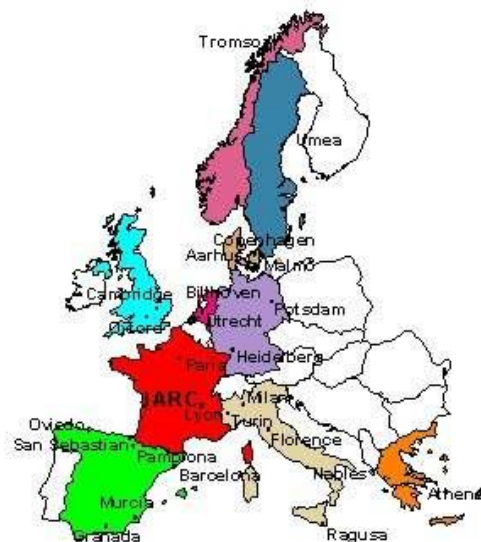 Tromso
Umea
Copenhagen
Aarhus
Malmo
Cambridge
Bilthoven
Potsdam
Utrecht
Oxford
Heidelberg
Paris
IARC
Milan
Lyon
Turin
Oviedo
Florence
San Sebastian
Pamplona
Barcelona
Naples
Athens
Murcia
Granada
Ragusa